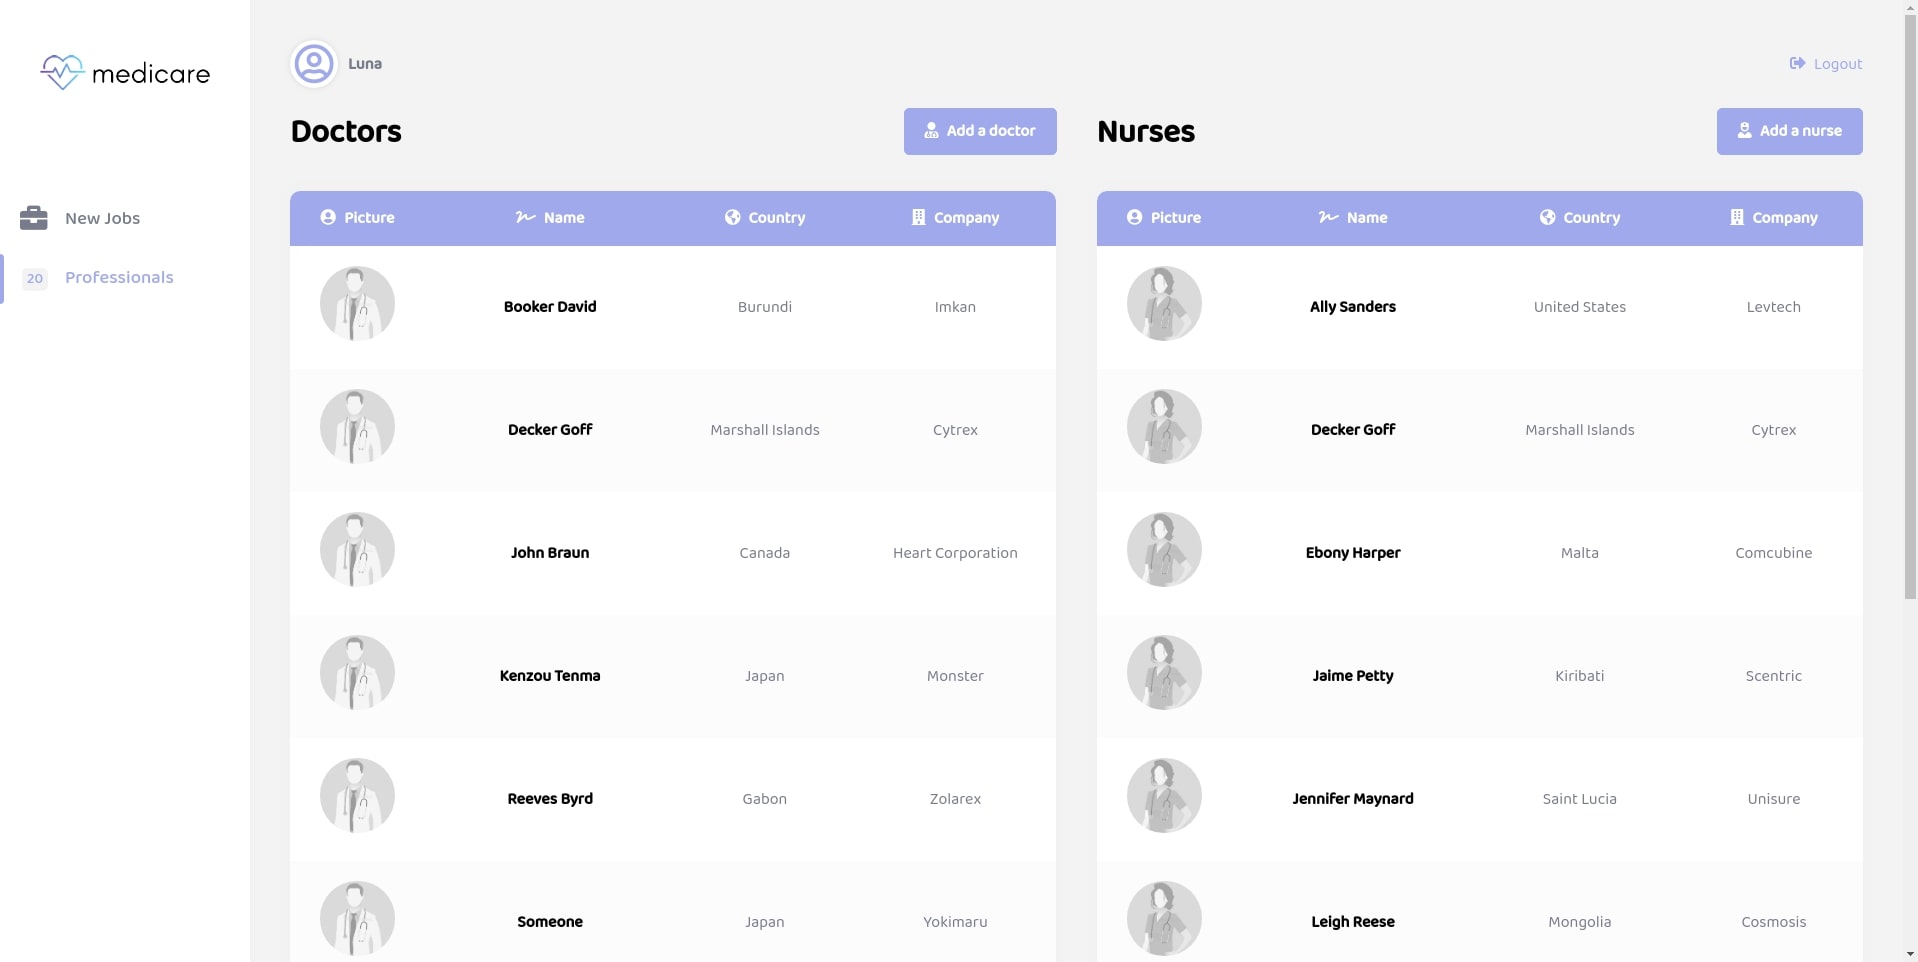 medicare
New Jobs
20 Professionals
Luna
Logout
Doctors
Add a doctor
Picture Name Country Company
Booker David Burundi Imkan
Decker Goff Marshall Islands Cytrex
John Braun Canada Heart Corporation
Kenzou Tenma Japan Monster
Reeves Byrd Gabon Zolarex
Someone Japan Yokimaru
Nurses
Add a nurse
Picture Name Country Company
Ally Sanders United States Levtech
Decker Goff Marshall Islands Cytrex
Ebony Harper Malta Comcubine
Jaime Petty Kiribati Scentric
Jennifer Maynard Saint Lucia Unisure
Leigh Reese Mongolia Cosmosis